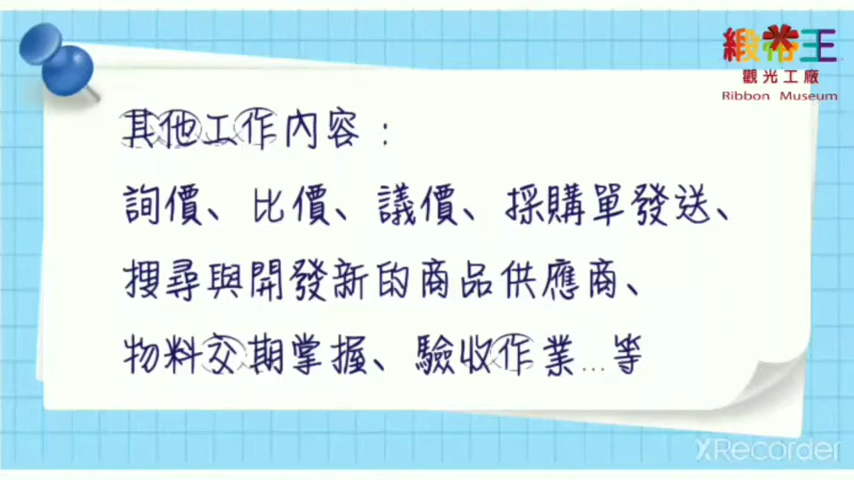 緞帶王
觀光工廠
Ribbon Museum
其他工作內容：
詢價、比價、議價、採購單發送、
搜尋與開發新的商品供應商、
物料交期掌握、驗收作業...等
XRecorder